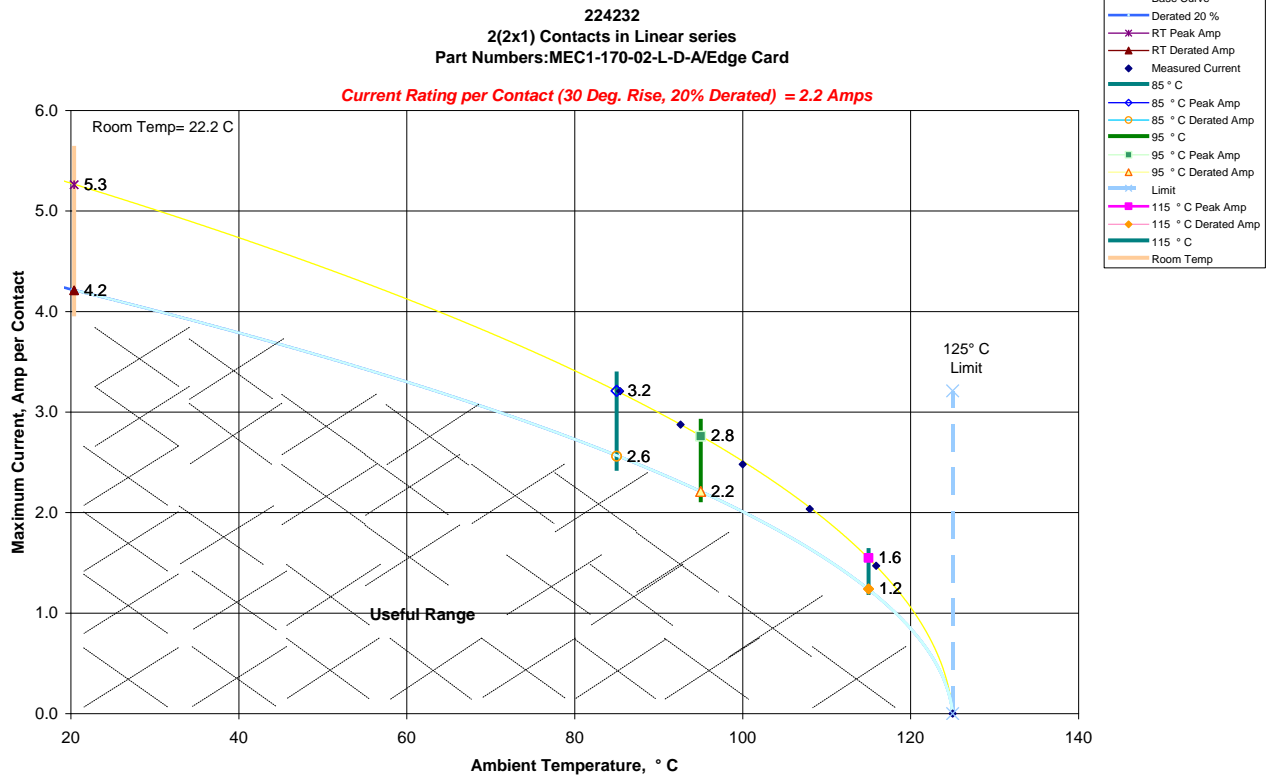 224232
2(2x1) Contacts in Linear series
Part Numbers:MEC1-170-02-L-D-A/Edge Card
Current Rating per Contact (30 Deg. Rise, 20% Derated) = 2.2 Amps
Base Curve
Derated 20 %
RT Peak Amp
RT Derated Amp
Measured Current
85 ° C
85 ° C Peak Amp
85 ° C Derated Amp
95 ° C
95 ° C Peak Amp
95 ° C Derated Amp
Limit
115 ° C Peak Amp
115 ° C Derated Amp
115 ° C
Room Temp
Maximum Current, Amp per Contact
6.0
5.0
4.0
3.0
2.0
1.0
0.0
Room Temp= 22.2 C
5.3
4.2
3.2
2.6
2.8
2.2
1.6
1.2
125° C
Limit
Useful Range
20
40
60
80
100
120
140
Ambient Temperature, ° C